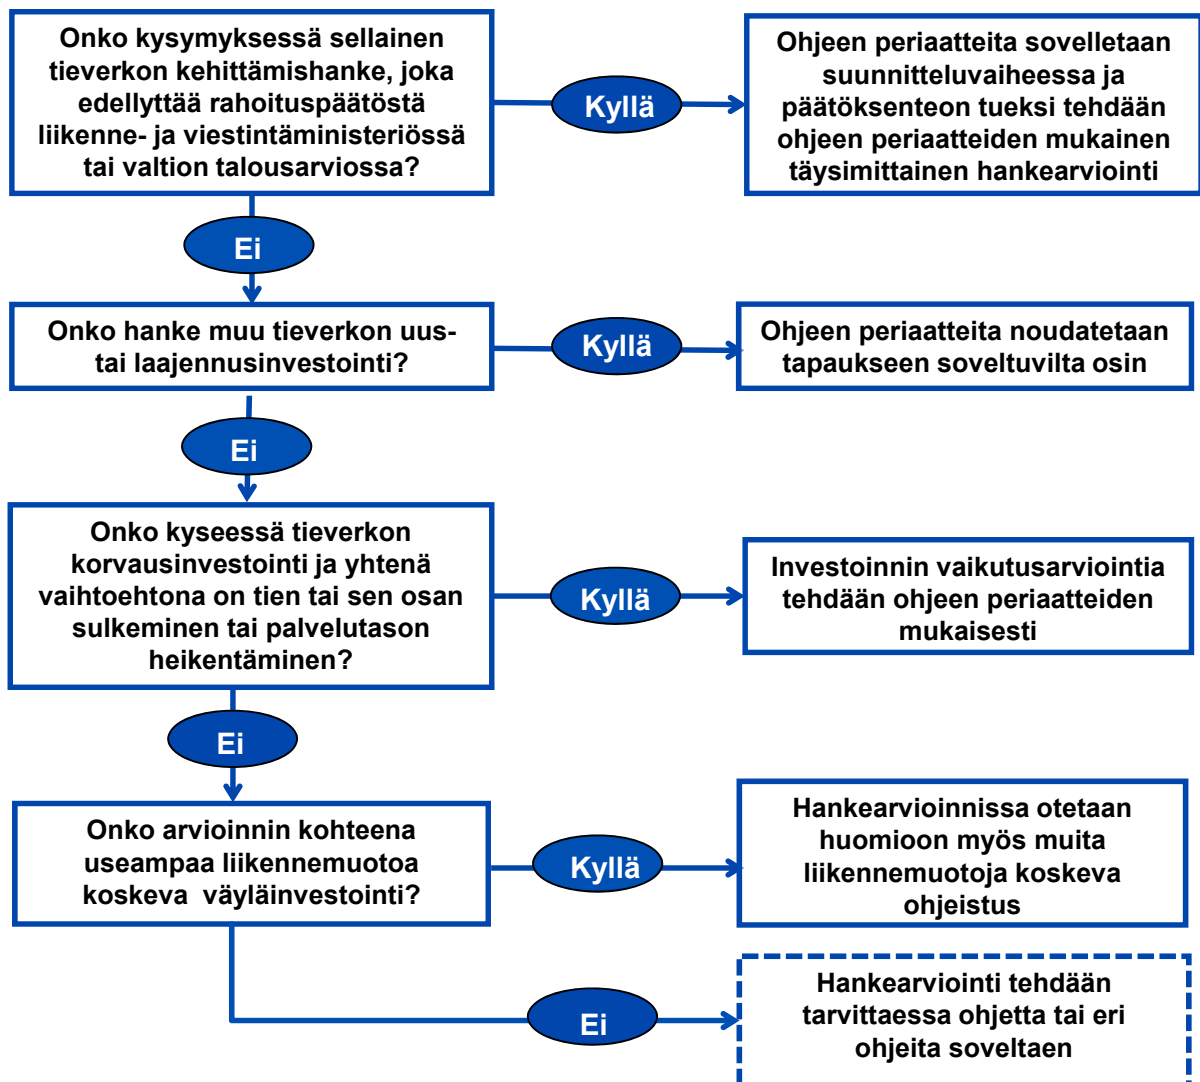 Onko kysymyksessä sellainen
tieverkon kehittämishanke, joka
edellyttää rahoituspäätöstä
liikenne- ja viestintäministeriössä
tai valtion talousarviossa?
Kyllä
Ohjeen periaatteita sovelletaan
suunnitteluvaiheessa ja
päätöksenteon tueksi tehdään
ohjeen periaatteiden mukainen
täysimittainen hankearviointi
Ei
Onko hanke muu tieverkon uus-
tai laajennusinvestointi?
Kyllä
Ohjeen periaatteita noudatetaan
tapaukseen soveltuvilta osin
Ei
Onko kyseessä tieverkon
korvausinvestointi ja yhtenä
vaihtoehtona on tien tai sen osan
sulkeminen tai palvelutason
heikentäminen?
Kyllä
Investoinnin vaikutusarviointia
tehdään ohjeen periaatteiden
mukaisesti
Ei
Onko arvioinnin kohteena
useampaa liikennemuotoa
koskeva väyläinvestointi?
Kyllä
Hankearvioinnissa otetaan
huomioon myös muita
liikennemuotoja koskeva
ohjeistus
Ei
Hankearviointi tehdään
tarvittaessa ohjetta tai eri
ohjeita soveltaen